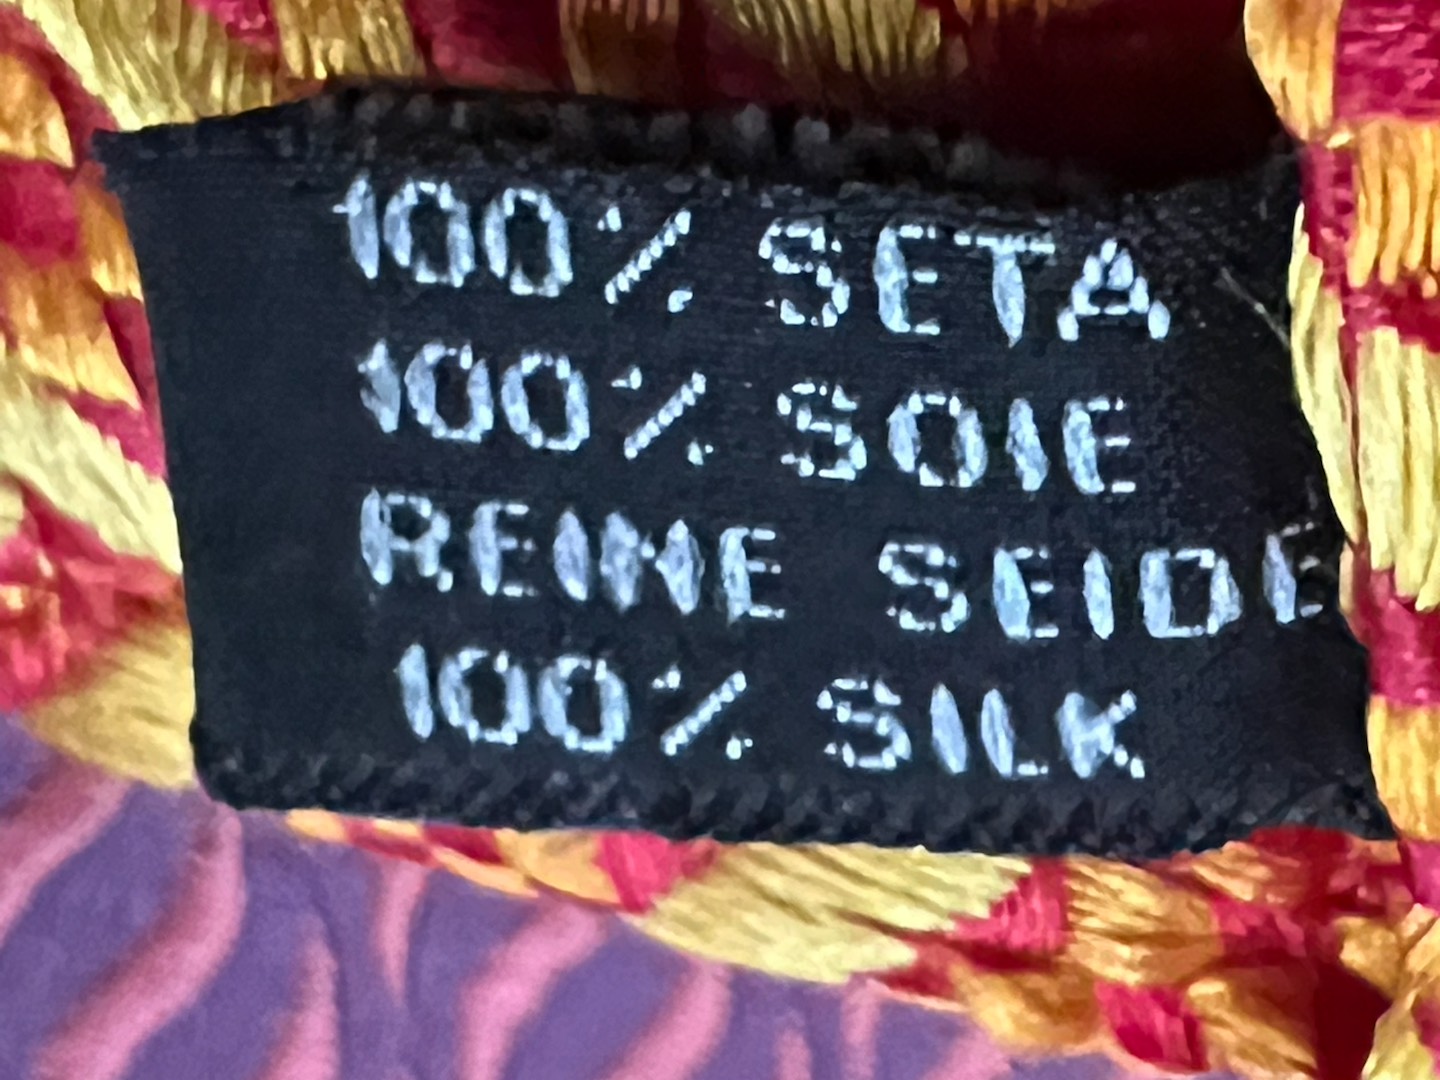 100% SETA
100% SOIE
REINE SEIDE
100% SILK